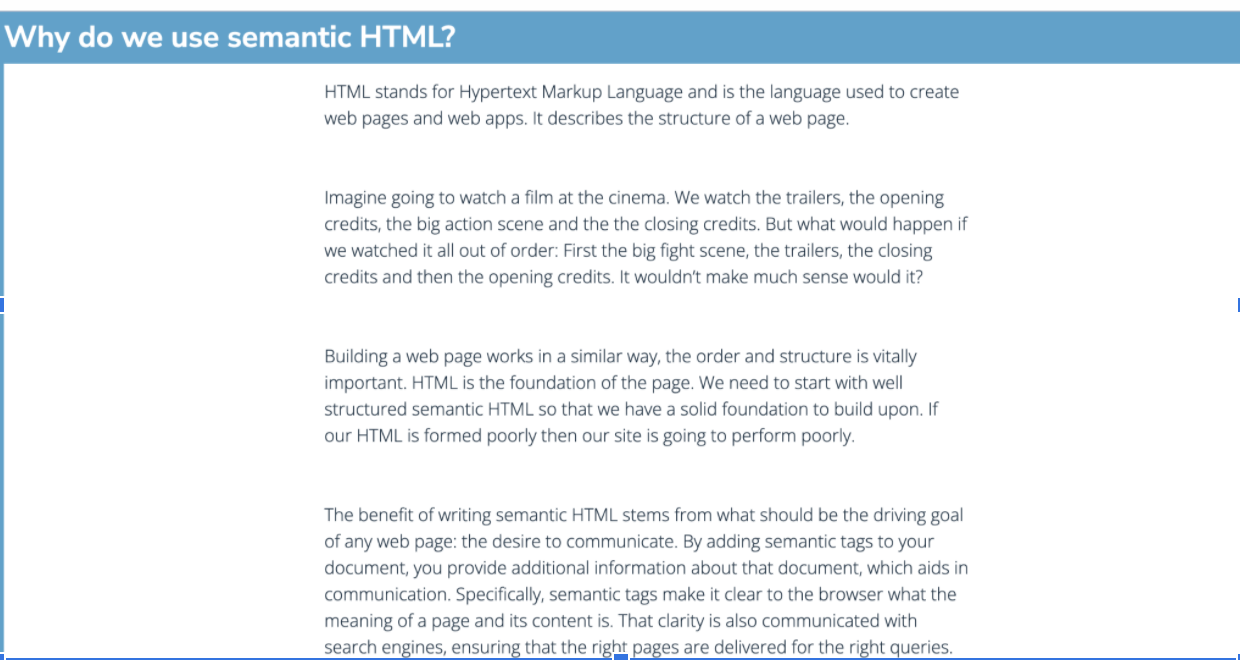 Why do we use semantic HTML?
HTML stands for Hypertext Markup Language and is the language used to create
web pages and web apps. It describes the structure of a web page.
Imagine going to watch a film at the cinema. We watch the trailers, the opening
credits, the big action scene and the the closing credits. But what would happen if
we watched it all out of order: First the big fight scene, the trailers, the closing
credits and then the opening credits. It wouldn't make much sense would it?
Building a web page works in a similar way, the order and structure is vitally
important. HTML is the foundation of the page. We need to start with well
structured semantic HTML so that we have a solid foundation to build upon. If
our HTML is formed poorly then our site is going to perform poorly.
The benefit of writing semantic HTML stems from what should be the driving goal
of any web page: the desire to communicate. By adding semantic tags to your
document, you provide additional information about that document, which aids in
communication. Specifically, semantic tags make it clear to the browser what the
meaning of a page and its content is. That clarity is also communicated with
search engines, ensuring that the right pages are delivered for the right queries.